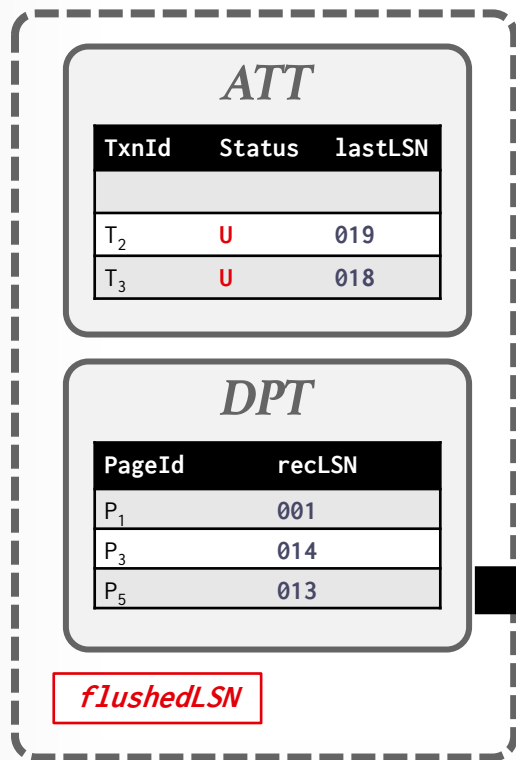 ATT
TxnId Status lastLSN
T2 U 019
T3 U 018
DPT
PageId recLSN
P1 001
P3 014
P5 013
flushedLSN